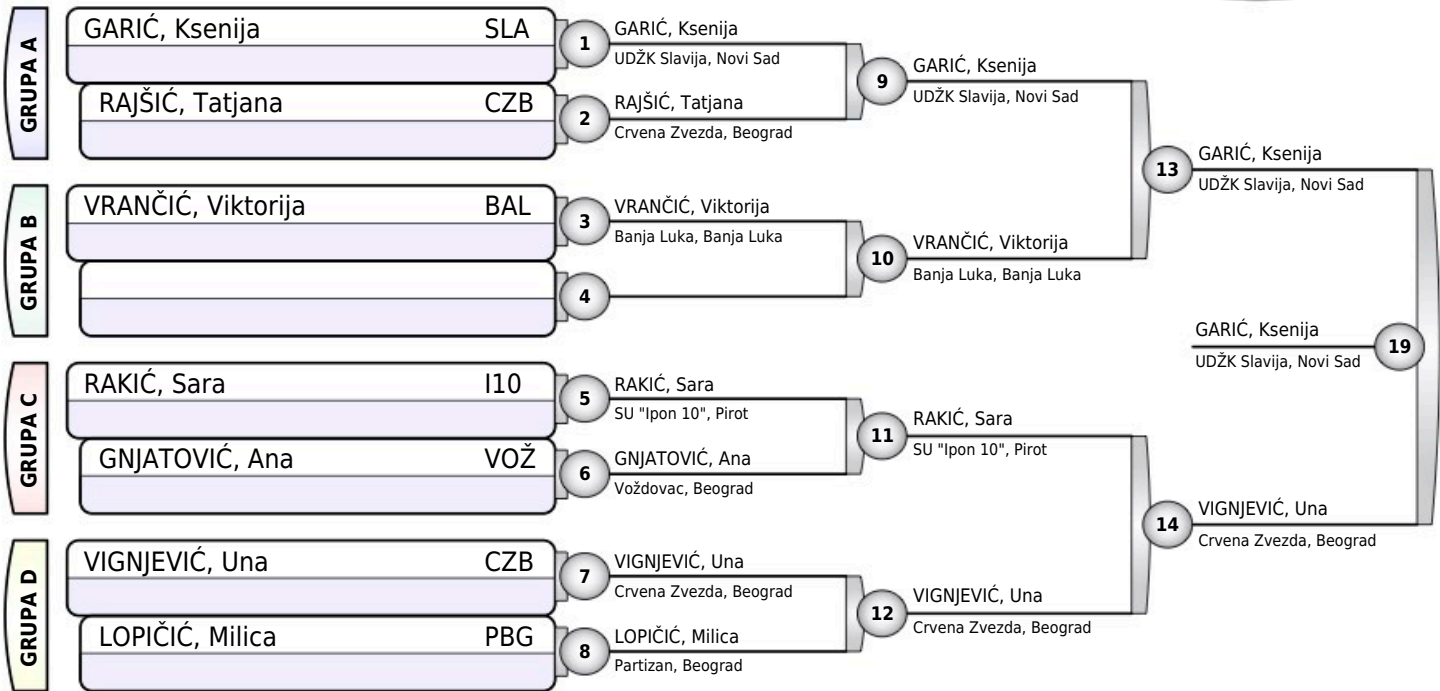 GRUPA A
GARIĆ, Ksenija SLA
RAJŠIĆ, Tatjana CZB
GRUPA B
VRANČIĆ, Viktorija BAL
GRUPA C
RAKIĆ, Sara I10
GNJATOVIĆ, Ana VOŽ
GRUPA D
VIGNJEVIĆ, Una CZB
LOPIČIĆ, Milica PBG
1
GARIĆ, Ksenija
UDŽK Slavija, Novi Sad
2
RAJŠIĆ, Tatjana
Crvena Zvezda, Beograd
3
VRANČIĆ, Viktorija
Banja Luka, Banja Luka
4
5
RAKIĆ, Sara
SU "Ipon 10", Pirot
6
GNJATOVIĆ, Ana
Voždovac, Beograd
7
VIGNJEVIĆ, Una
Crvena Zvezda, Beograd
8
LOPIČIĆ, Milica
Partizan, Beograd
9
GARIĆ, Ksenija
UDŽK Slavija, Novi Sad
10
VRANČIĆ, Viktorija
Banja Luka, Banja Luka
11
RAKIĆ, Sara
SU "Ipon 10", Pirot
12
VIGNJEVIĆ, Una
Crvena Zvezda, Beograd
13
GARIĆ, Ksenija
UDŽK Slavija, Novi Sad
14
VIGNJEVIĆ, Una
Crvena Zvezda, Beograd
GARIĆ, Ksenija
UDŽK Slavija, Novi Sad
19